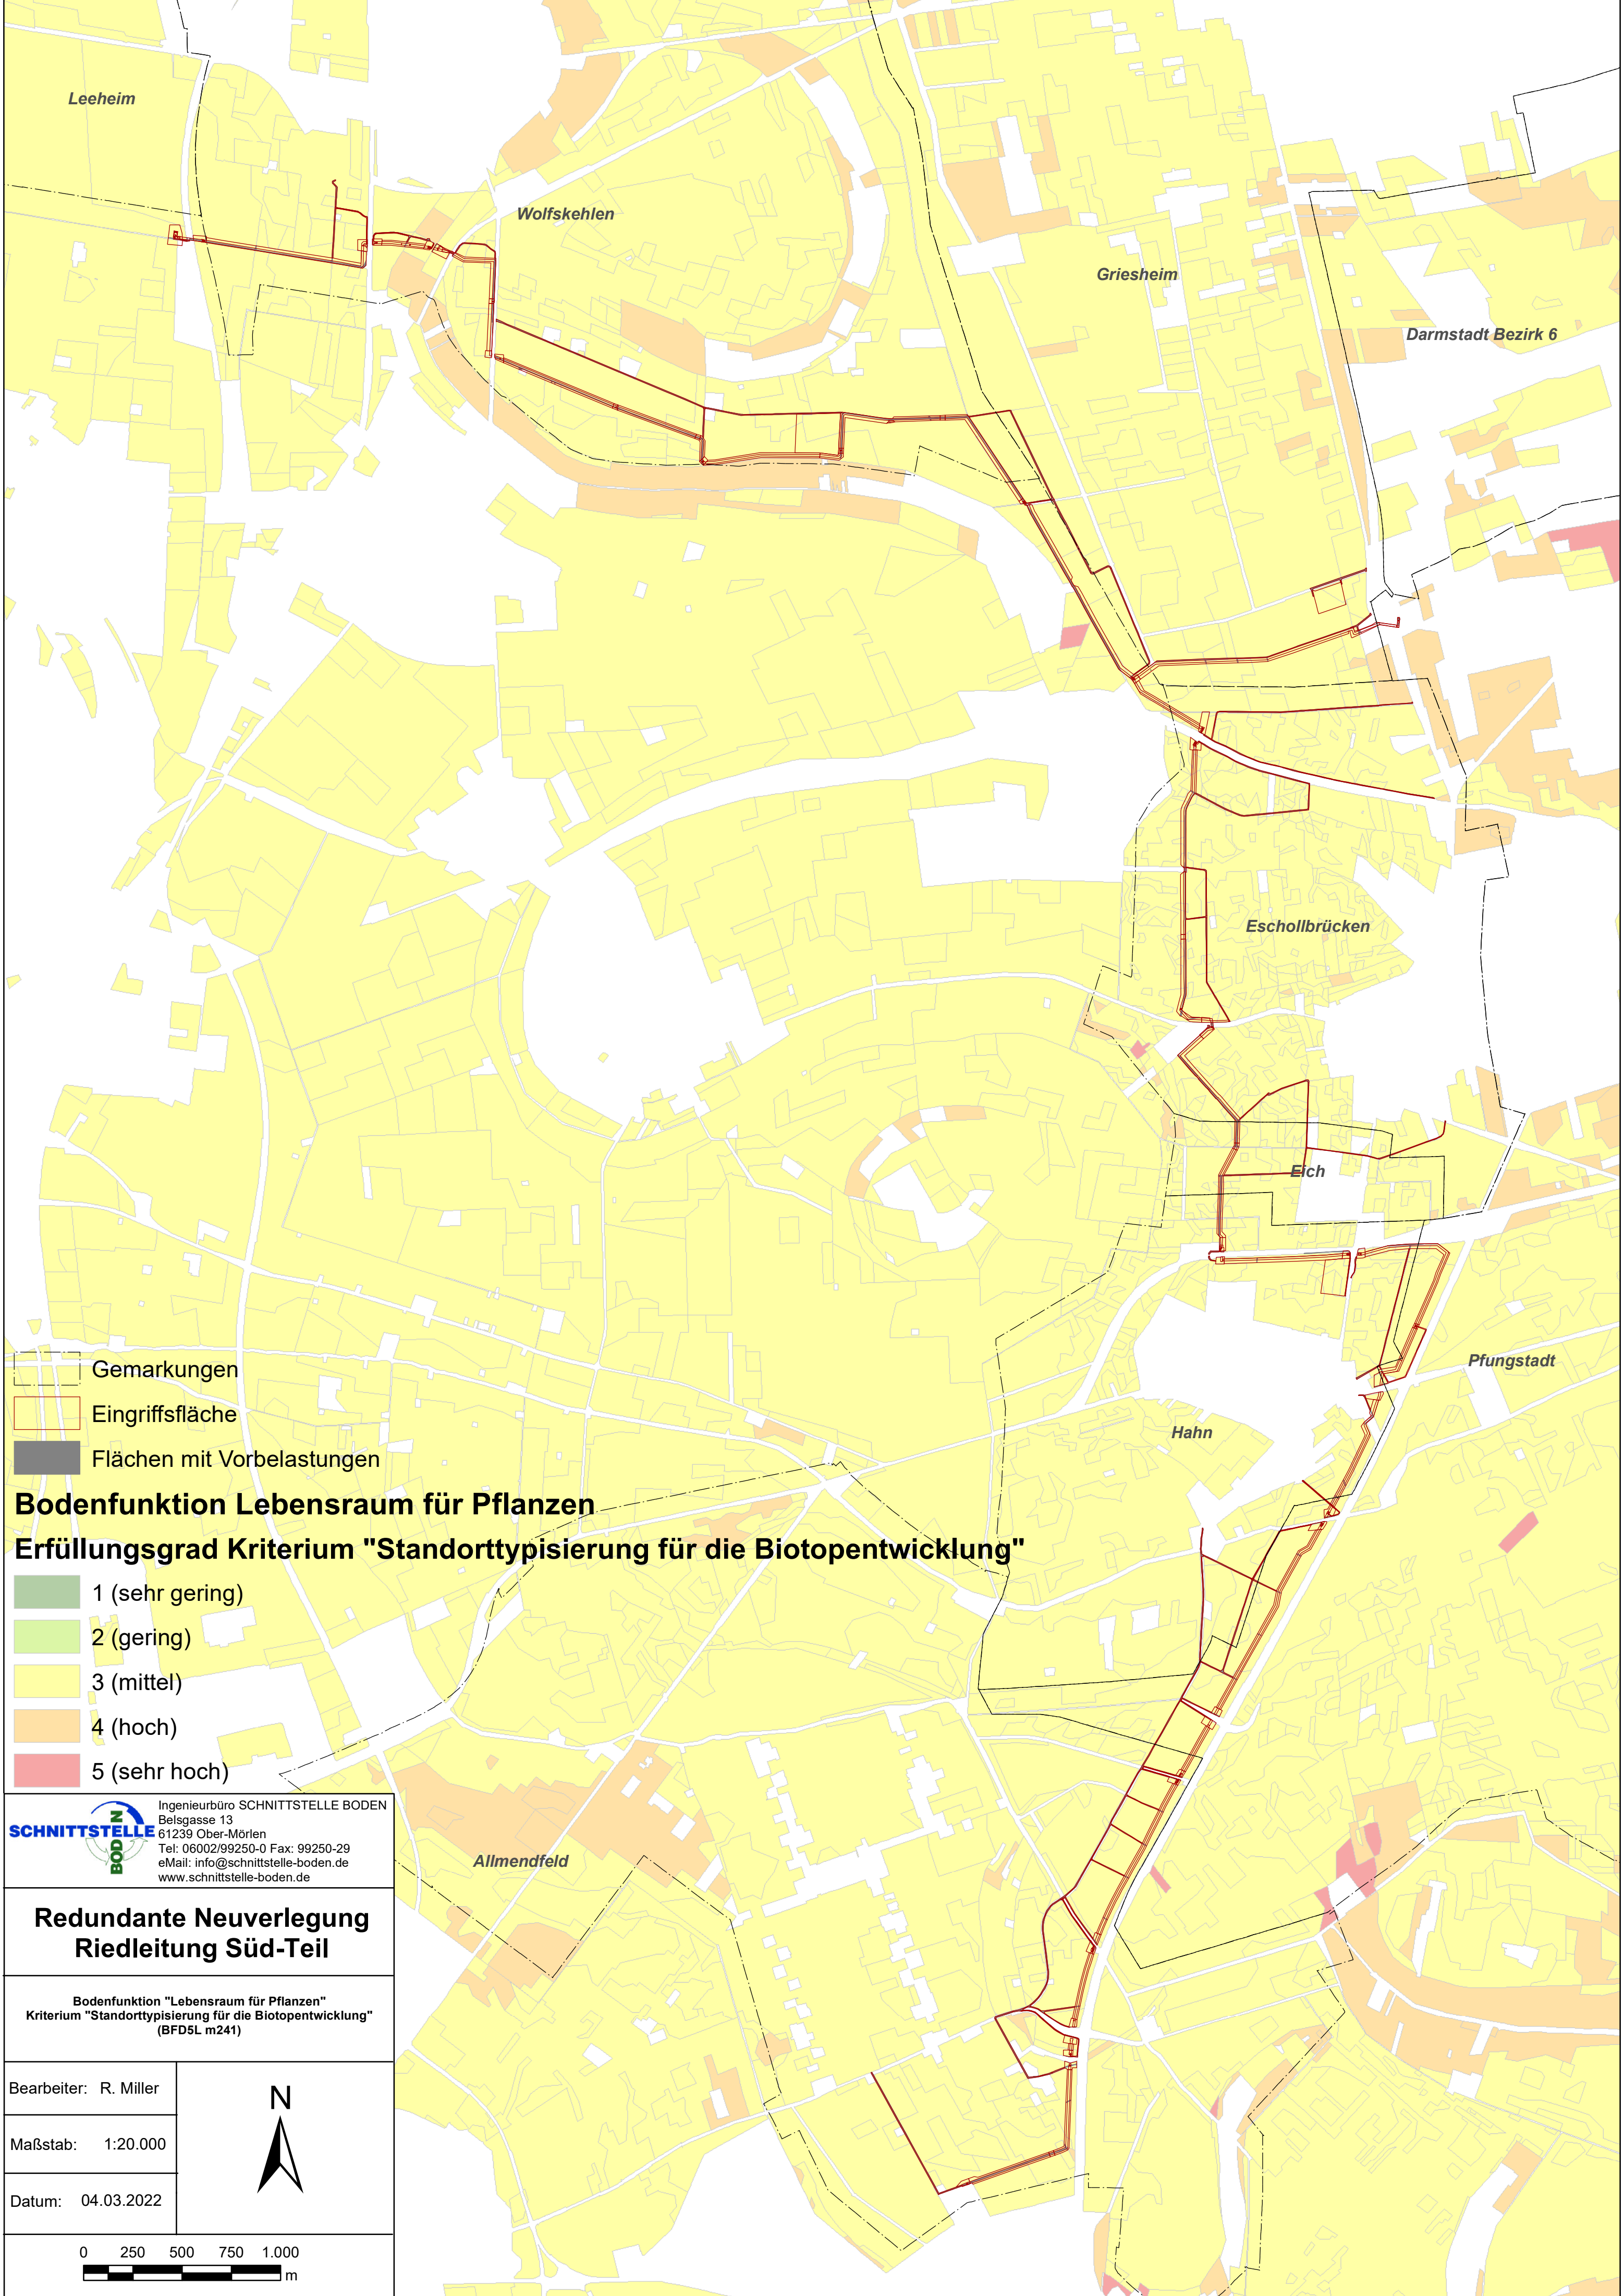 Leeheim
Wolfskehlen
Griesheim
Darmstadt Bezirk 6
Eschollbrücken
Eich
Pfungstadt
Hahn
Allmendfeld
Gemarkungen
Eingriffsfläche
Flächen mit Vorbelastungen
Bodenfunktion Lebensraum für Pflanzen
Erfüllungsgrad Kriterium "Standorttypisierung für die Biotopentwicklung"
1 (sehr gering)
2 (gering)
3 (mittel)
4 (hoch)
5 (sehr hoch)
SCHNITTSTELLE
BODEN
Ingenieurbüro SCHNITTSTELLE BODEN
Belsgasse 13
61239 Ober-Mörlen
Tel: 06002/99250-0 Fax: 99250-29
eMail: info@schnittstelle-boden.de
www.schnittstelle-boden.de
Redundante Neuverlegung
Riedleitung Süd-Teil
Bodenfunktion "Lebensraum für Pflanzen"
Kriterium "Standorttypisierung für die Biotopentwicklung"
(BFD5L m241)
Bearbeiter: R. Miller
Maßstab: 1:20.000
Datum: 04.03.2022
N
0 250 500 750 1.000
m